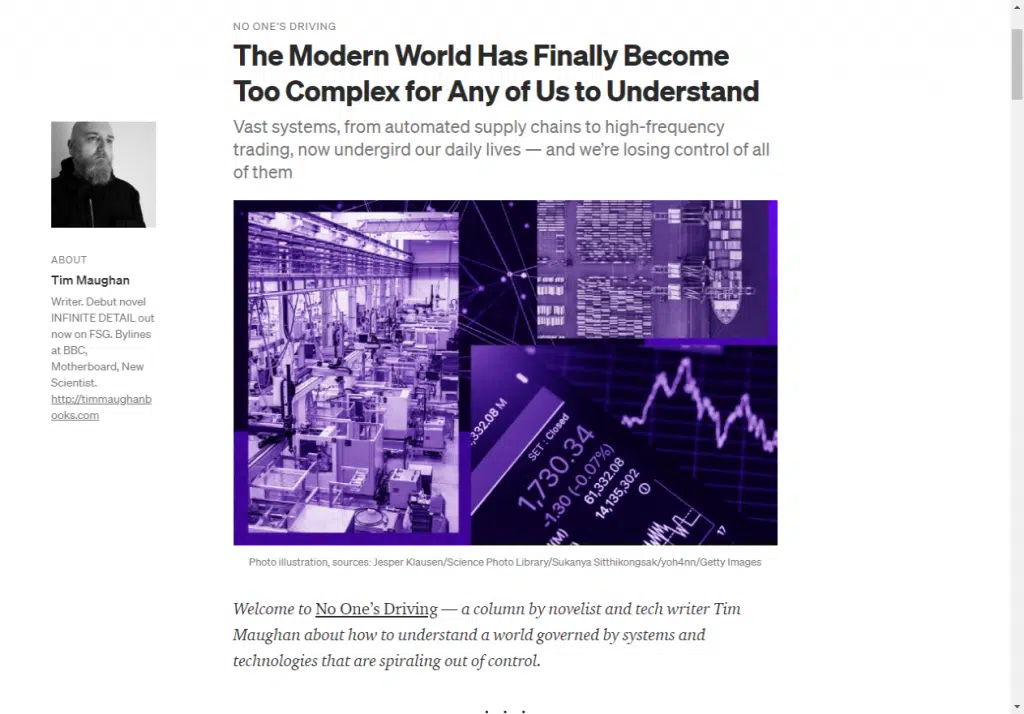 NO ONE'S DRIVING
The Modern World Has Finally Become
Too Complex for Any of Us to Understand
Vast systems, from automated supply chains to high-frequency
trading, now undergird our daily lives — and we're losing control of all
of them
ABOUT
Tim Maughan
Writer. Debut novel
INFINITE DETAIL out
now on FSG. Bylines
at BBC,
Motherboard, New
Scientist.
http://timmaughanb
ooks.com
,332.08 M
SET : Closed
1,730.34
-1.30 (-0.07%)
61,332.08
14,135,302
17
Photo illustration, sources: Jesper Klausen/Science Photo Library/Sukanya Sitthikongsak/yoh4nn/Getty Images
Welcome to No One's Driving — a column by novelist and tech writer Tim
Maughan about how to understand a world governed by systems and
technologies that are spiraling out of control.